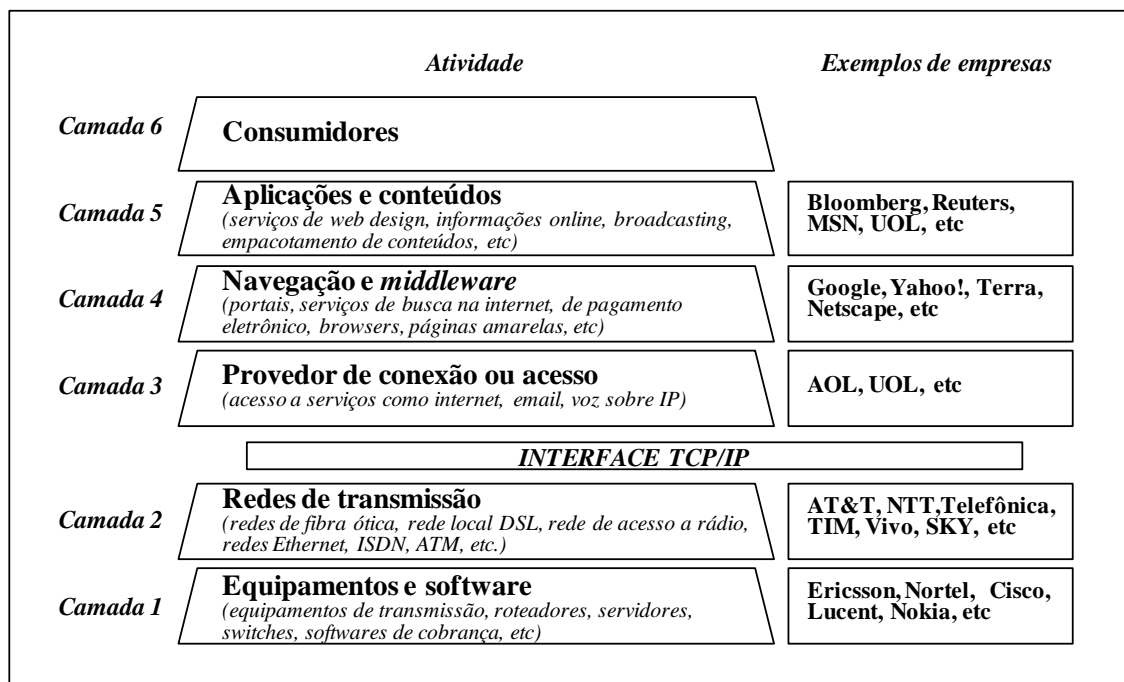 Atividade
Exemplos de empresas
Camada 6
Consumidores
Camada 5
Aplicações e conteúdos
(serviços de web design, informações online, broadcasting,
empacotamento de conteúdos, etc)
Bloomberg, Reuters,
MSN, UOL, etc
Camada 4
Navegação e middleware
(portais, serviços de busca na internet, de pagamento
eletrônico, browsers, páginas amarelas, etc)
Google, Yahoo!, Terra,
Netscape, etc
Camada 3
Provedor de conexão ou acesso
(acesso a serviços como internet, email, voz sobre IP)
AOL, UOL, etc
INTERFACE TCP/IP
Camada 2
Redes de transmissão
(redes de fibra ótica, rede local DSL, rede de acesso a rádio,
redes Ethernet, ISDN, ATM, etc.)
AT&T, NTT,Telefônica,
TIM, Vivo, SKY, etc
Camada 1
Equipamentos e software
(equipamentos de transmissão, roteadores, servidores,
switches, softwares de cobrança, etc)
Ericsson, Nortel, Cisco,
Lucent, Nokia, etc